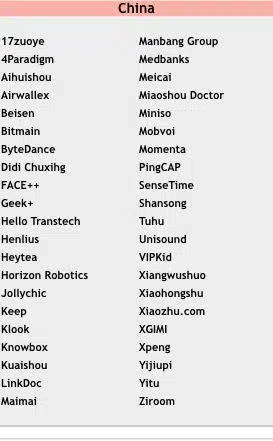 China
17zuoye
4Paradigm
Aihuishou
Airwallex
Beisen
Bitmain
ByteDance
Didi Chuxihg
FACE++
Geek+
Hello Transtech
Henlius
Heytea
Horizon Robotics
Jollychic
Keep
Klook
Knowbox
Kuaishou
LinkDoc
Maimai
Manbang Group
Medbanks
Meicai
Miaoshou Doctor
Miniso
Mobvoi
Momenta
PingCAP
SenseTime
Shansong
Tuhu
Unisound
VIPKid
Xiangwushuo
Xiaohongshu
Xiaozhu.com
XGIMI
Xpeng
Yijiupi
Yitu
Ziroom